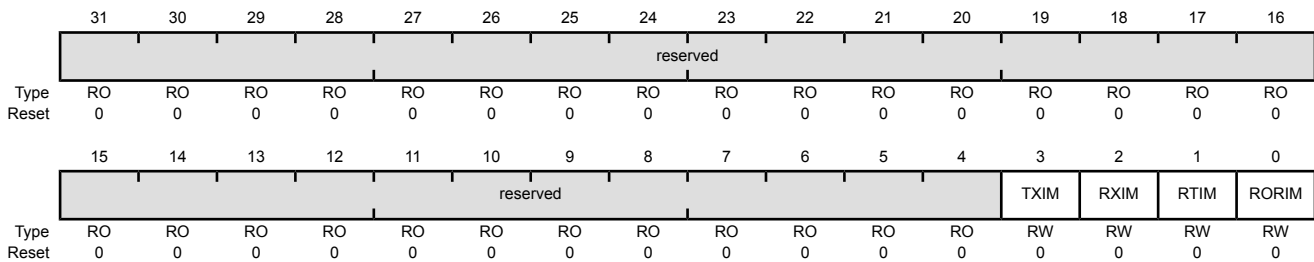 31 30 29 28 27 26 25 24 23 22 21 20 19 18 17 16
reserved
Type RO RO RO RO RO RO RO RO RO RO RO RO RO RO RO RO
Reset 0 0 0 0 0 0 0 0 0 0 0 0 0 0 0 0
15 14 13 12 11 10 9 8 7 6 5 4 3 2 1 0
reserved TXIM RXIM RTIM RORIM
Type RO RO RO RO RO RO RO RO RO RO RO RO RW RW RW RW
Reset 0 0 0 0 0 0 0 0 0 0 0 0 0 0 0 0